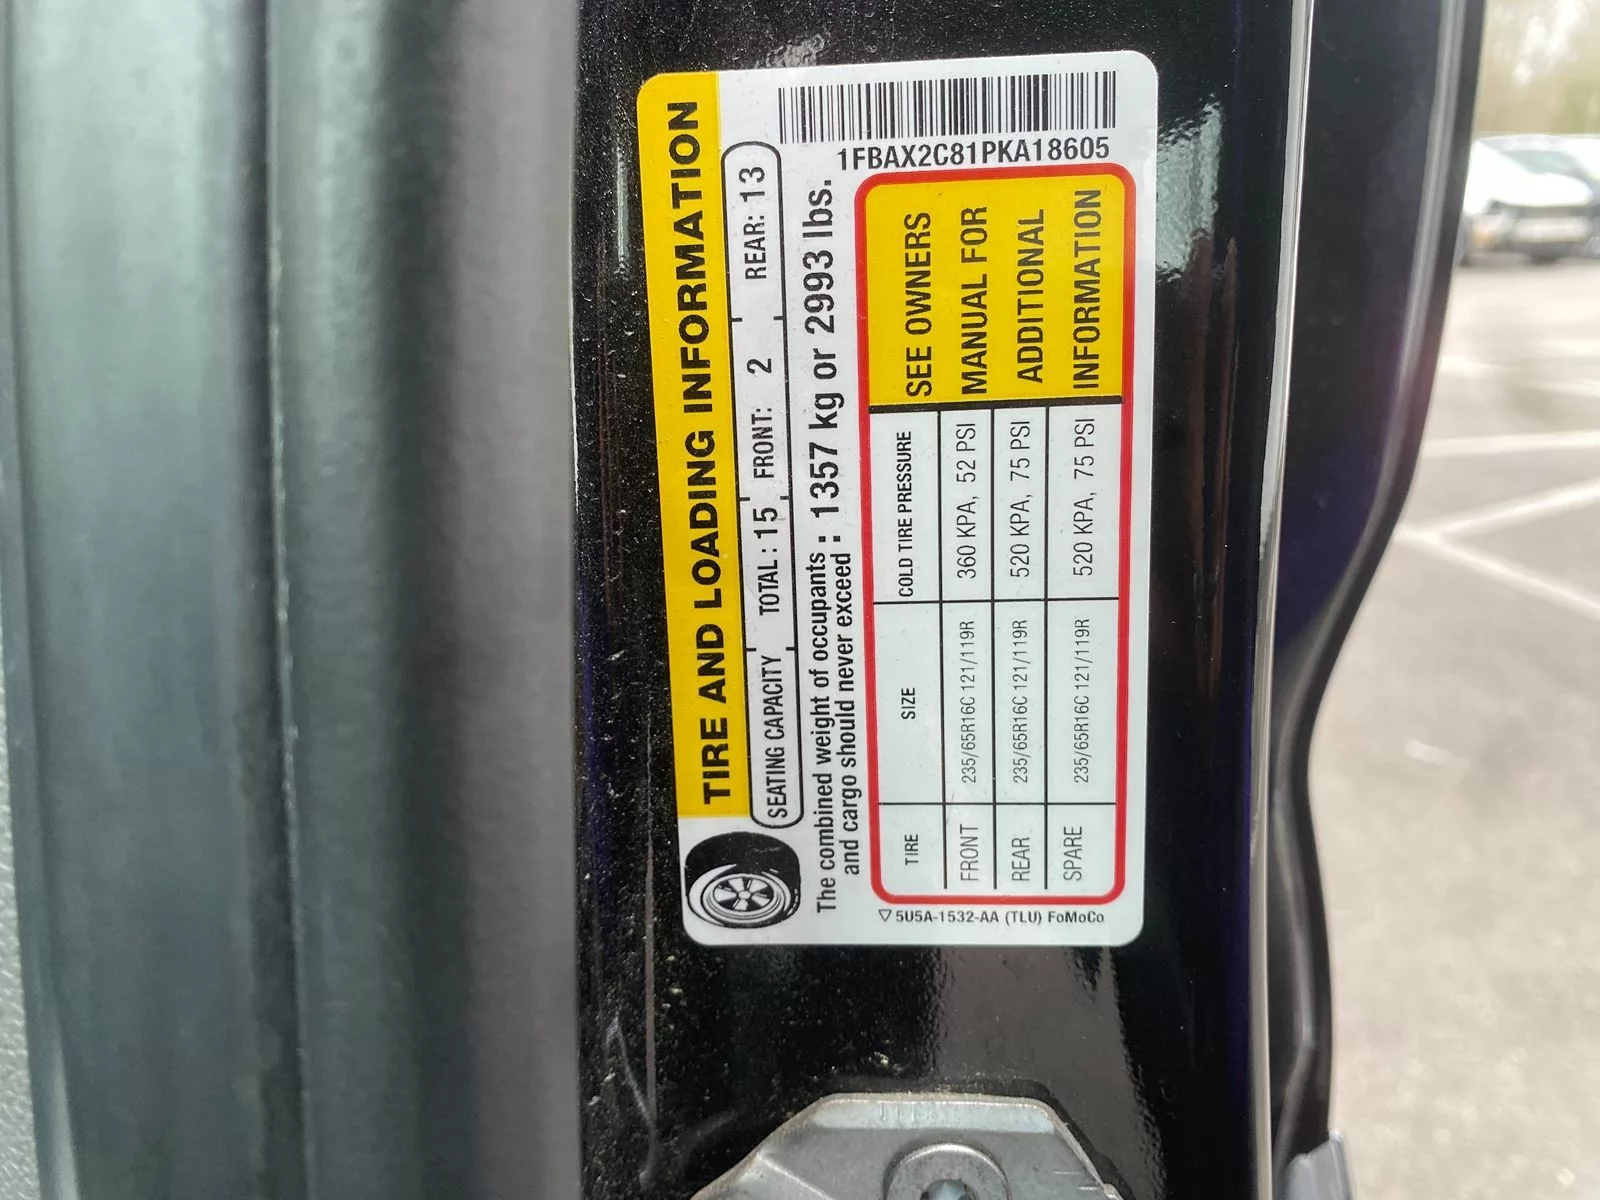 TIRE AND LOADING INFORMATION
SEATING CAPACITY TOTAL : 15 FRONT: 2 REAR: 13
The combined weight of occupants : 1357 kg or 2993 lbs.
and cargo should never exceed
1FBAX2C81PKA18605
TIRE SIZE COLD TIRE PRESSURE
FRONT 235/65R16C 121/119R 360 KPA, 52 PSI
REAR 235/65R16C 121/119R 520 KPA, 75 PSI
SPARE 235/65R16C 121/119R 520 KPA, 75 PSI
SEE OWNERS
MANUAL FOR
ADDITIONAL
INFORMATION
▽ 5U5A-1532-AA (TLU) FoMoCo